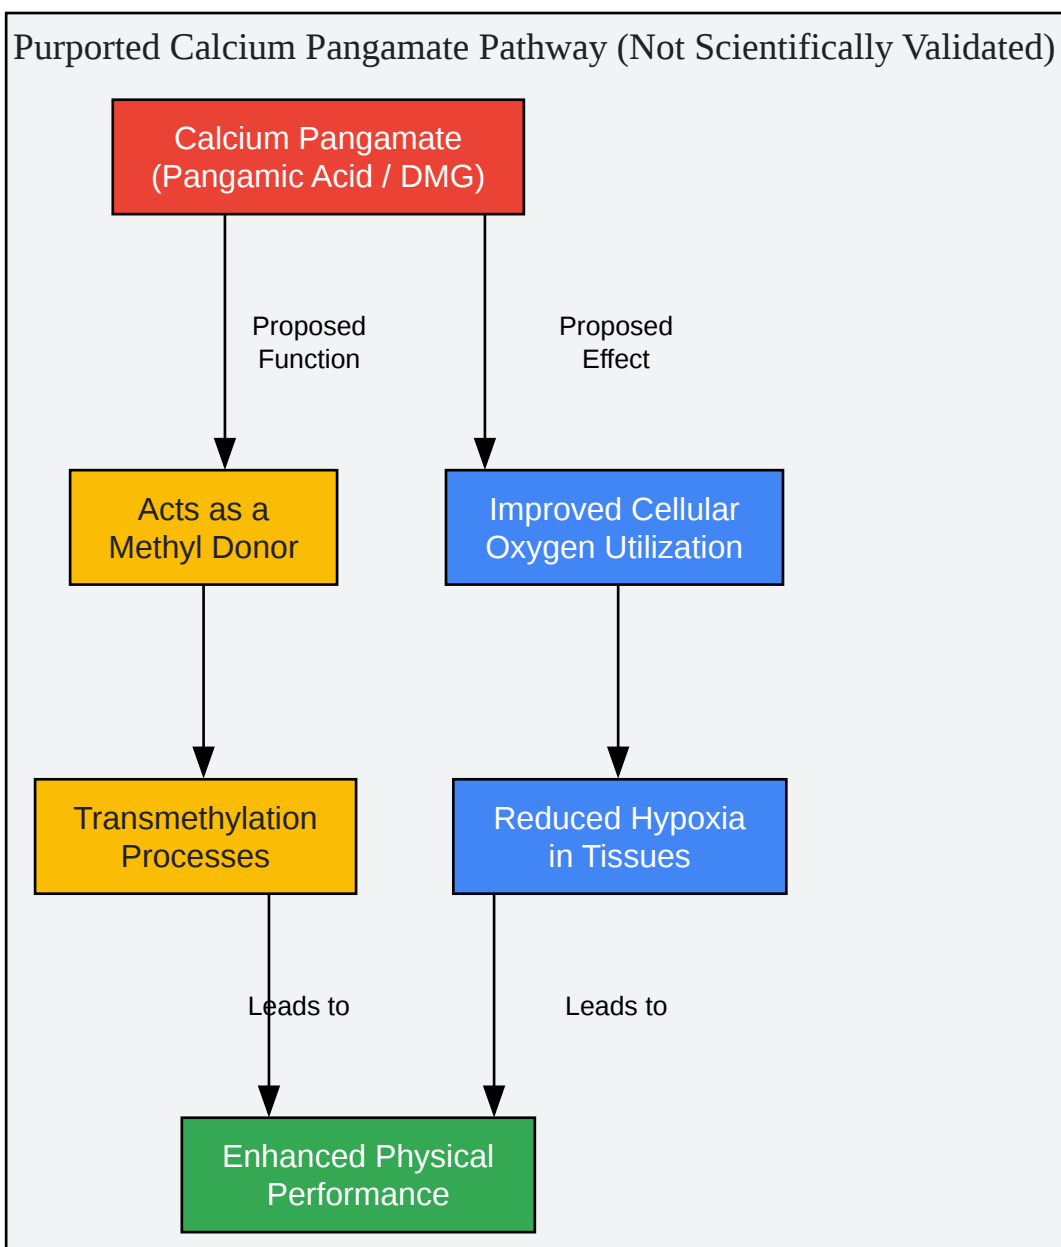 Purported Calcium Pangamate Pathway (Not Scientifically Validated)
Calcium Pangamate
(Pangamic Acid / DMG)
Proposed
Function
Proposed
Effect
Acts as a
Methyl Donor
Improved Cellular
Oxygen Utilization
Transmethylation
Processes
Reduced Hypoxia
in Tissues
Leads to
Leads to
Enhanced Physical
Performance